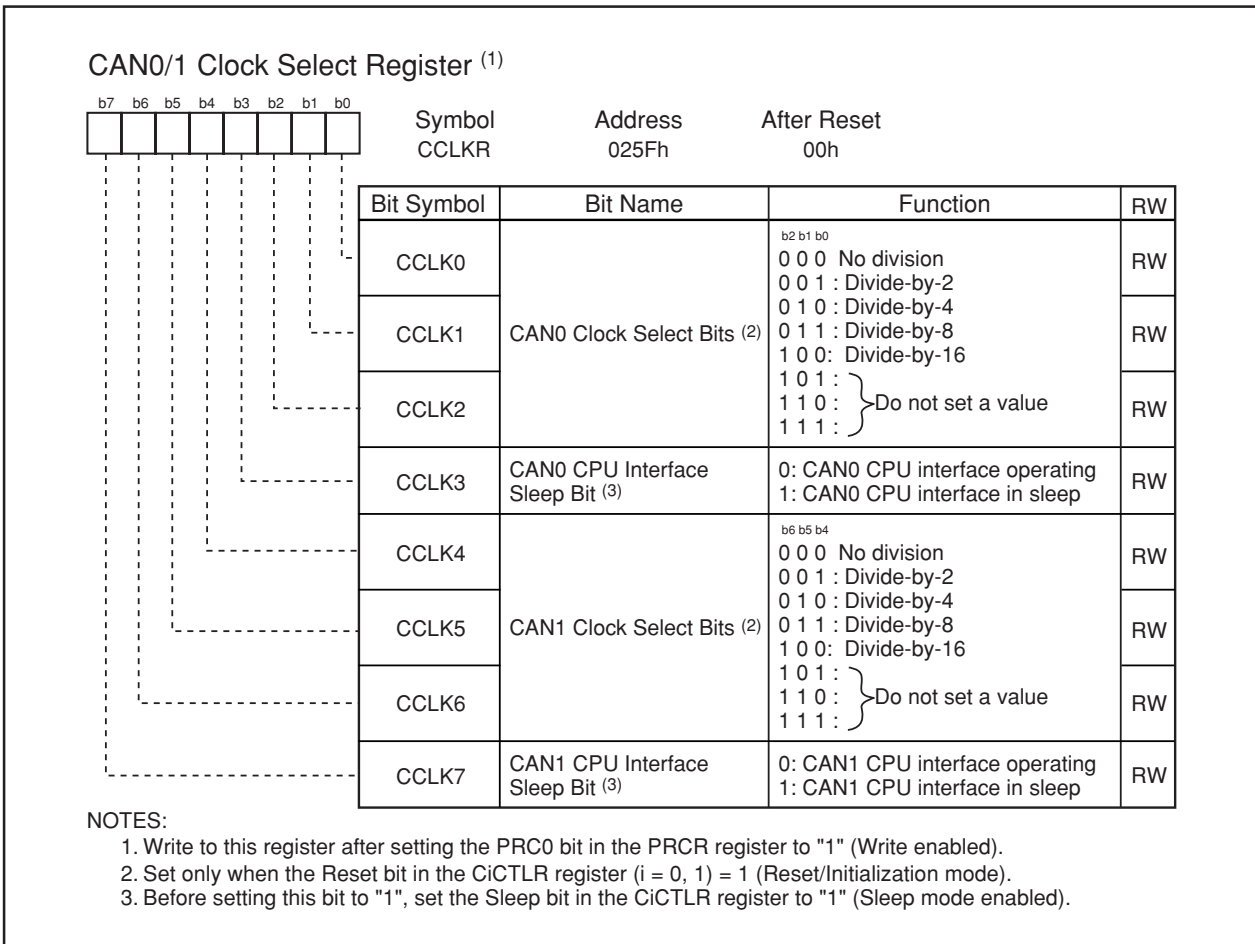 CAN0/1 Clock Select Register (1)
b7 b6 b5 b4 b3 b2 b1 b0
Symbol Address After Reset
CCLKR 025Fh 00h
Bit Symbol Bit Name Function RW
CCLK0 CAN0 Clock Select Bits (2) b2 b1 b0 RW
0 0 0 No division
0 0 1 : Divide-by-2
0 1 0 : Divide-by-4
CCLK1 0 1 1 : Divide-by-8 RW
1 0 0: Divide-by-16
1 0 1 :
CCLK2 1 1 0 : Do not set a value RW
1 1 1 :
CCLK3 CAN0 CPU Interface 0: CAN0 CPU interface operating RW
Sleep Bit (3) 1: CAN0 CPU interface in sleep
CCLK4 CAN1 Clock Select Bits (2) b6 b5 b4 RW
0 0 0 No division
0 0 1 : Divide-by-2
0 1 0 : Divide-by-4
CCLK5 0 1 1 : Divide-by-8 RW
1 0 0: Divide-by-16
1 0 1 :
CCLK6 1 1 0 : Do not set a value RW
1 1 1 :
CCLK7 CAN1 CPU Interface 0: CAN1 CPU interface operating RW
Sleep Bit (3) 1: CAN1 CPU interface in sleep
NOTES:
1. Write to this register after setting the PRC0 bit in the PRCR register to "1" (Write enabled).
2. Set only when the Reset bit in the CiCTLR register (i = 0, 1) = 1 (Reset/Initialization mode).
3. Before setting this bit to "1", set the Sleep bit in the CiCTLR register to "1" (Sleep mode enabled).